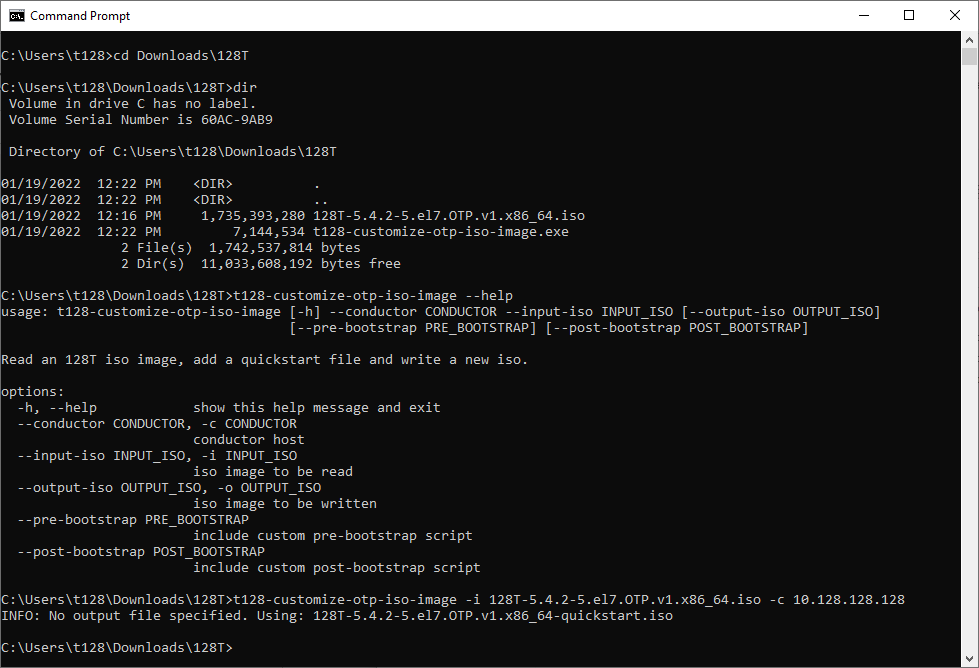 Command Prompt
C:\Users\t128>cd Downloads\128T
C:\Users\t128\Downloads\128T>dir
 Volume in drive C has no label.
 Volume Serial Number is 60AC-9AB9
 Directory of C:\Users\t128\Downloads\128T
01/19/2022  12:22 PM    <DIR>          .
01/19/2022  12:22 PM    <DIR>          ..
01/19/2022  12:16 PM     1,735,393,280 128T-5.4.2-5.el7.OTP.v1.x86_64.iso
01/19/2022  12:22 PM         7,144,534 t128-customize-otp-iso-image.exe
               2 File(s)  1,742,537,814 bytes
               2 Dir(s)  11,033,608,192 bytes free
C:\Users\t128\Downloads\128T>t128-customize-otp-iso-image --help
usage: t128-customize-otp-iso-image [-h] --conductor CONDUCTOR --input-iso INPUT_ISO [--output-iso OUTPUT_ISO]
                                    [--pre-bootstrap PRE_BOOTSTRAP] [--post-bootstrap POST_BOOTSTRAP]
Read an 128T iso image, add a quickstart file and write a new iso.
options:
  -h, --help            show this help message and exit
  --conductor CONDUCTOR, -c CONDUCTOR
                        conductor host
  --input-iso INPUT_ISO, -i INPUT_ISO
                        iso image to be read
  --output-iso OUTPUT_ISO, -o OUTPUT_ISO
                        iso image to be written
  --pre-bootstrap PRE_BOOTSTRAP
                        include custom pre-bootstrap script
  --post-bootstrap POST_BOOTSTRAP
                        include custom post-bootstrap script
C:\Users\t128\Downloads\128T>t128-customize-otp-iso-image -i 128T-5.4.2-5.el7.OTP.v1.x86_64.iso -c 10.128.128.128
INFO: No output file specified. Using: 128T-5.4.2-5.el7.OTP.v1.x86_64-quickstart.iso
C:\Users\t128\Downloads\128T>